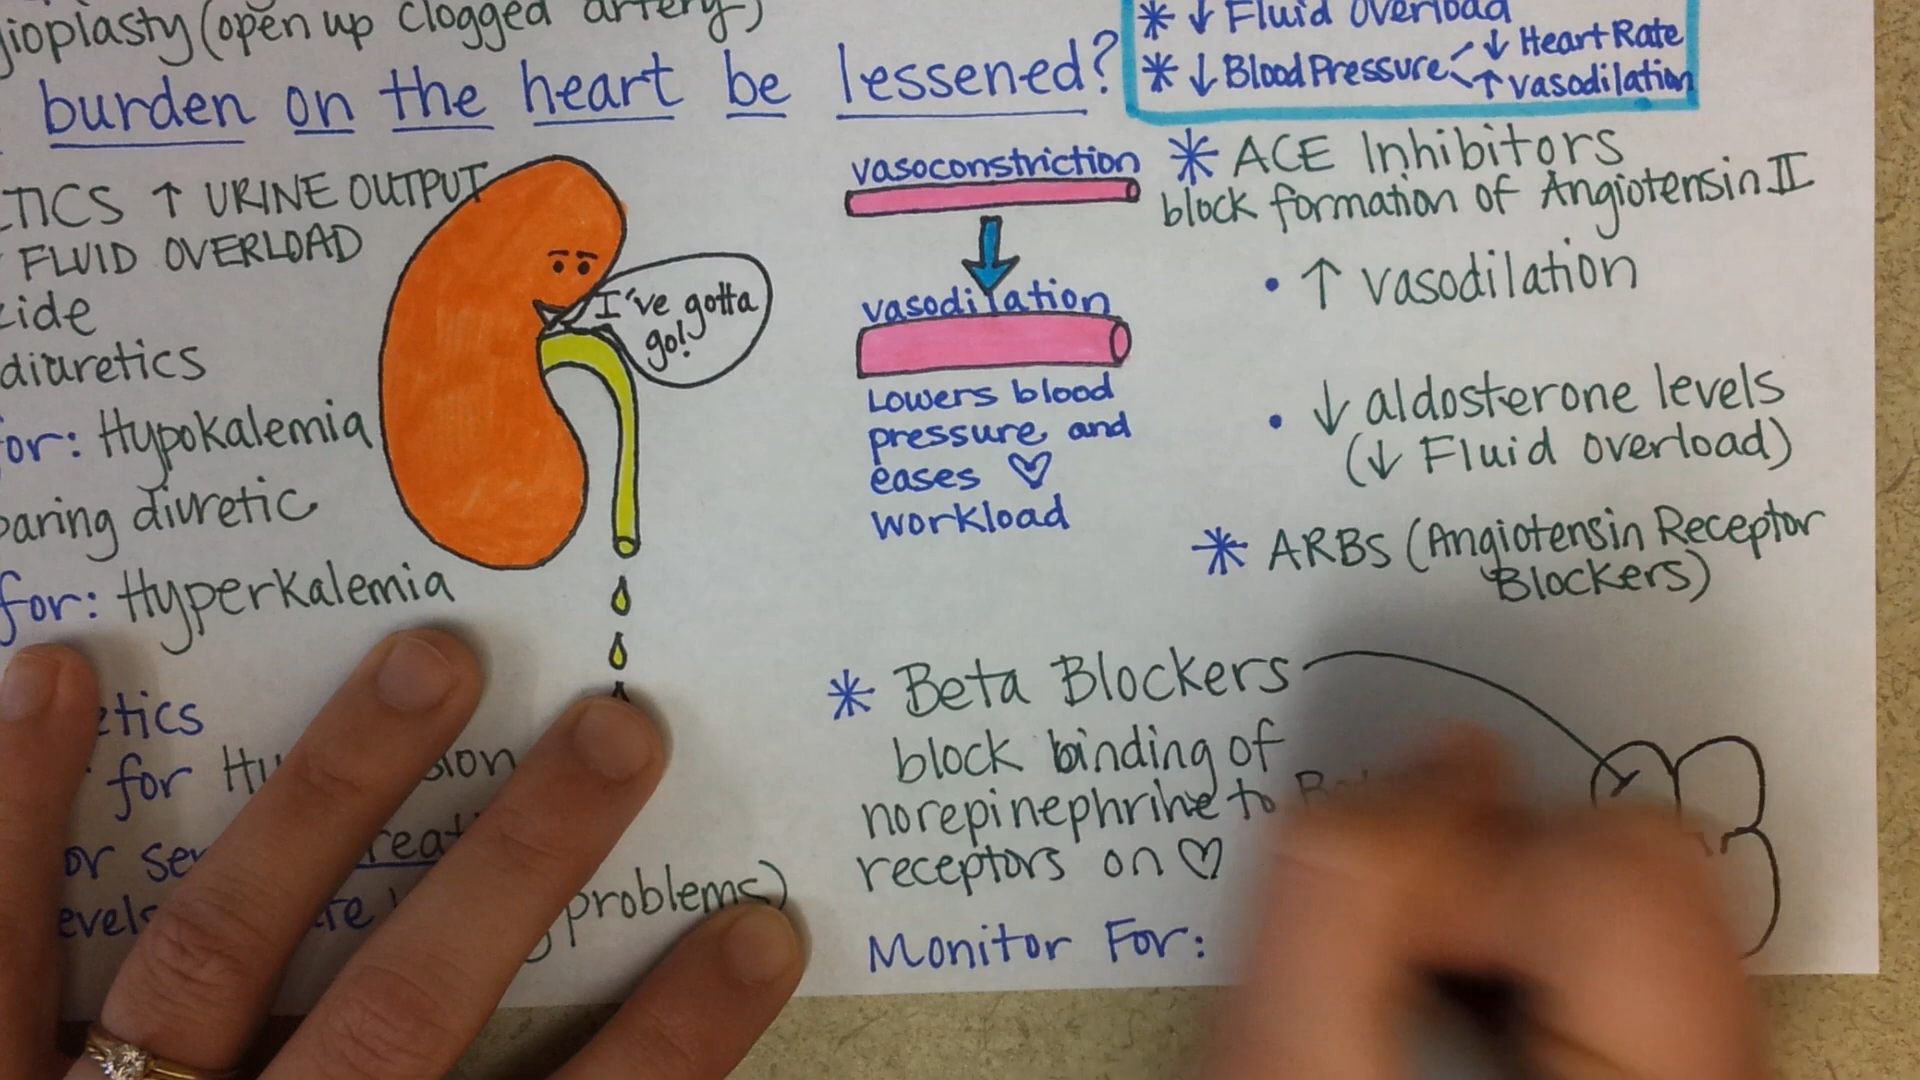 ioplasty (open up clogged artery)
burden on the heart be lessened?
* ↓ Fluid Overload
* ↓ Blood Pressure
↓ Heart Rate
↑ vasodilation
TICS ↑ URINE OUTPUT
FLUID OVERLOAD
ide
diuretics
for: Hypokalemia
paring diuretic
for: Hyperkalemia
etics
for
or
problems)
I've gotta
go!
vasoconstriction
vasodilation
Lowers blood
pressure and
eases ♡
workload
* ACE Inhibitors
block formation of Angiotensin II
• ↑ vasodilation
• ↓ aldosterone levels
(↓ Fluid overload)
* ARBs (Angiotensin Receptor
Blockers)
* Beta Blockers
block binding of
norepinephrine to
receptors on ♡
Monitor For: